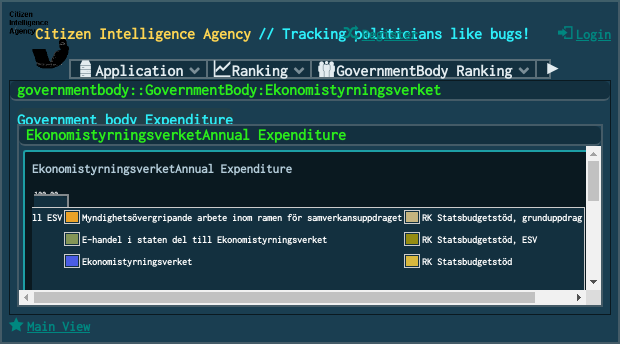 Citizen
Intelligence
Agency
Citizen Intelligence Agency // Tracking politicians like bugs!
Register
Login
Application
Ranking
GovernmentBody Ranking
governmentbody::GovernmentBody:Ekonomistyrningsverket
Government body Expenditure
EkonomistyrningsverketAnnual Expenditure
EkonomistyrningsverketAnnual Expenditure
ll ESV
Myndighetsövergripande arbete inom ramen för samverkansuppdraget
RK Statsbudgetstöd, grunduppdrag
E-handel i staten del till Ekonomistyrningsverket
RK Statsbudgetstöd, ESV
Ekonomistyrningsverket
RK Statsbudgetstöd
Main View